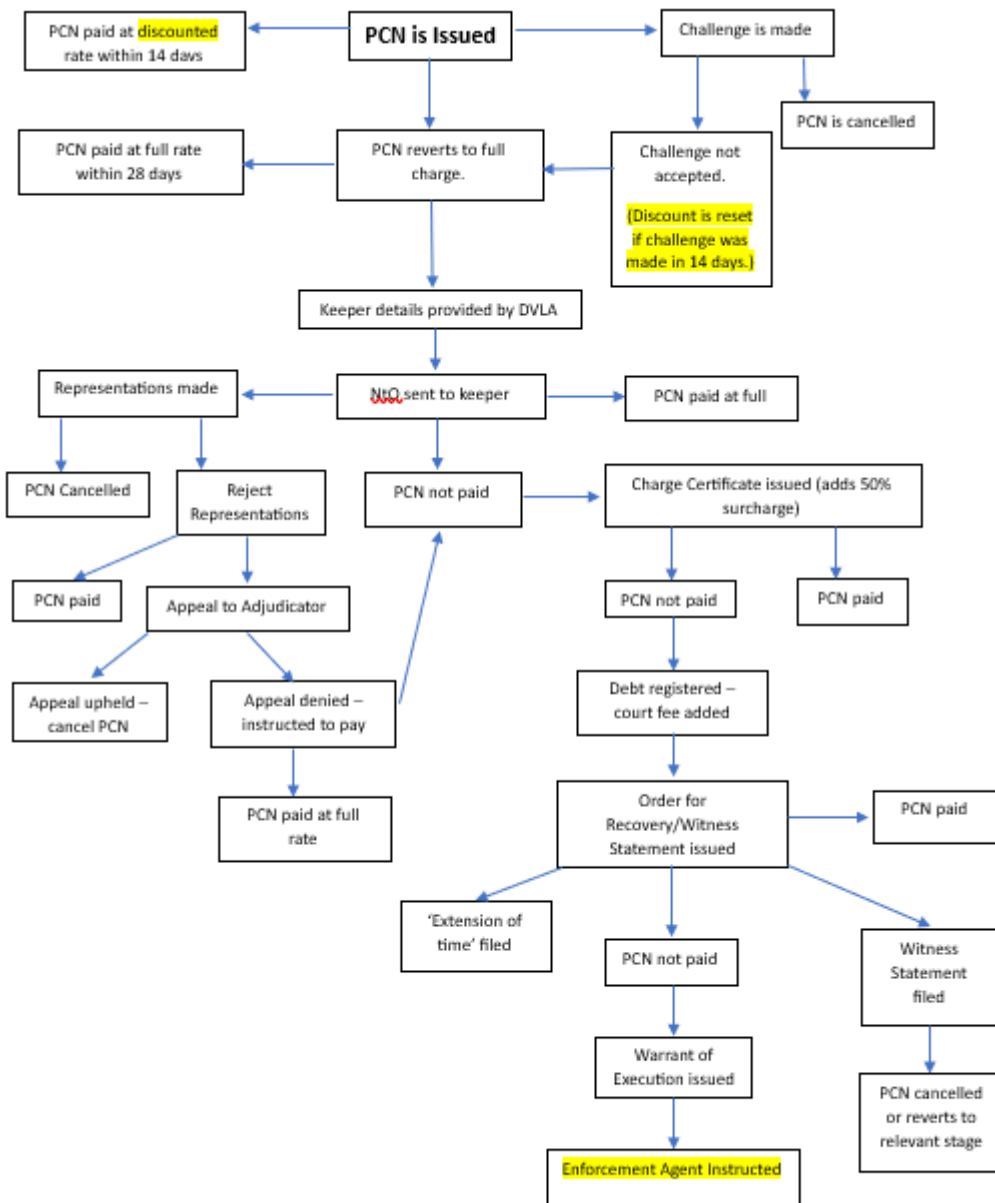 PCN paid at discounted
rate within 14 days
PCN is Issued
Challenge is made
PCN is cancelled
PCN paid at full rate
within 28 days
PCN reverts to full
charge.
Challenge not
accepted.
(Discount is reset
if challenge was
made in 14 days.)
Keeper details provided by DVLA
Representations made
NtO sent to keeper
PCN paid at full
PCN Cancelled
Reject
Representations
PCN not paid
Charge Certificate issued (adds 50%
surcharge)
PCN paid
Appeal to Adjudicator
PCN not paid
PCN paid
Appeal upheld –
cancel PCN
Appeal denied –
instructed to pay
Debt registered –
court fee added
PCN paid at full
rate
Order for
Recovery/Witness
Statement issued
PCN paid
‘Extension of
time’ filed
PCN not paid
Witness
Statement
filed
Warrant of
Execution issued
PCN cancelled
or reverts to
relevant stage
Enforcement Agent Instructed